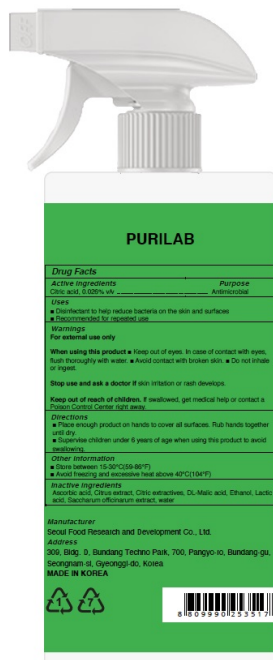 PURILAB
Drug Facts
Active Ingredients Purpose
Citric acid, 0.026% v/v Antimicrobial
Uses
■ Disinfectant to help reduce bacteria on the skin and surfaces
■ Recommended for repeated use
Warnings
For external use only
When using this product ■ Keep out of eyes. In case of contact with eyes,
flush thoroughly with water. ■ Avoid contact with broken skin. ■ Do not inhale
or ingest.
Stop use and ask a doctor if skin irritation or rash develops.
Keep out of reach of children. If swallowed, get medical help or contact a
Poison Control Center right away.
Directions
■ Place enough product on hands to cover all surfaces. Rub hands together
until dry.
■ Supervise children under 6 years of age when using this product to avoid
swallowing.
Other information
■ Store between 15-30°C(59-86°F)
■ Avoid freezing and excessive heat above 40°C(104°F)
Inactive Ingredients
Ascorbic acid, Citrus extract, Citric extractives, DL-Malic acid, Ethanol, Lactic
acid, Saccharum officinarum extract, water
Manufacturer
Seoul Food Research and Development Co., Ltd.
Address
309, Bldg. D, Bundang Techno Park, 700, Pangyo-ro, Bundang-gu,
Seongnam-si, Gyeonggi-do, Korea
MADE IN KOREA
1 7
8 809990 253517